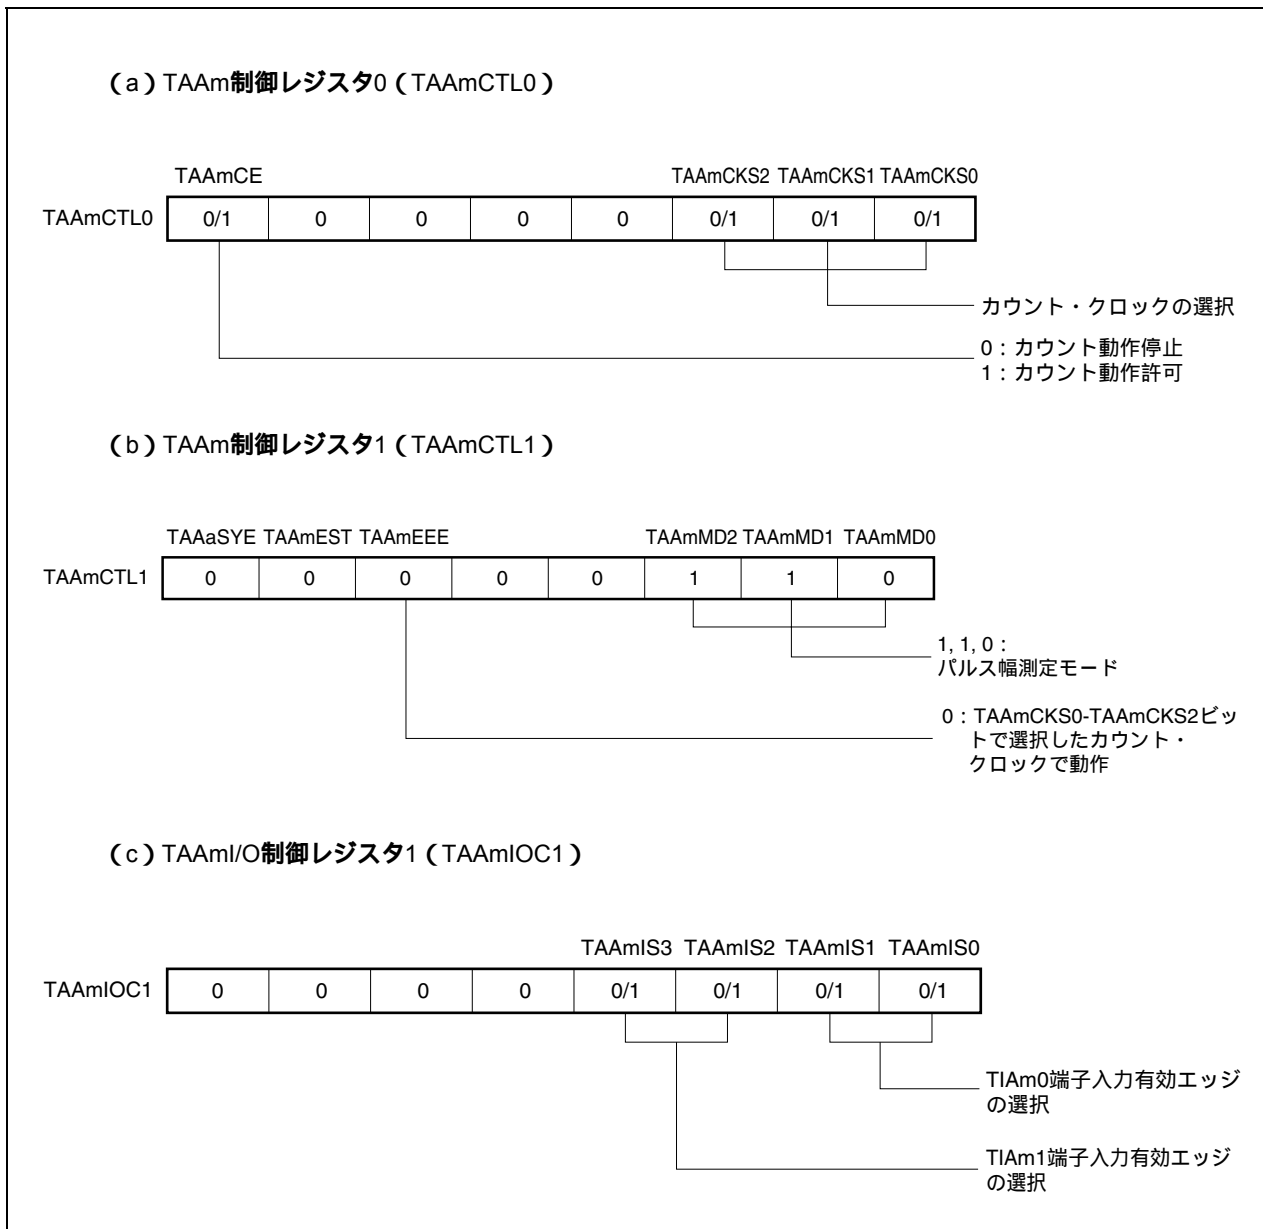 （a）TAAm制御レジスタ0（TAAmCTL0）
TAAmCE TAAmCKS2 TAAmCKS1 TAAmCKS0
TAAmCTL0 0/1 0 0 0 0 0/1 0/1 0/1
カウント・クロックの選択
0：カウント動作停止
1：カウント動作許可
（b）TAAm制御レジスタ1（TAAmCTL1）
TAAaSYE TAAmEST TAAmEEE TAAmMD2 TAAmMD1 TAAmMD0
TAAmCTL1 0 0 0 0 0 1 1 0
1, 1, 0：
パルス幅測定モード
0：TAAmCKS0-TAAmCKS2ビッ
トで選択したカウント・
クロックで動作
（c）TAAmI/O制御レジスタ1（TAAmIOC1）
TAAmIS3 TAAmIS2 TAAmIS1 TAAmIS0
TAAmIOC1 0 0 0 0 0/1 0/1 0/1 0/1
TIAm0端子入力有効エッジ
の選択
TIAm1端子入力有効エッジ
の選択